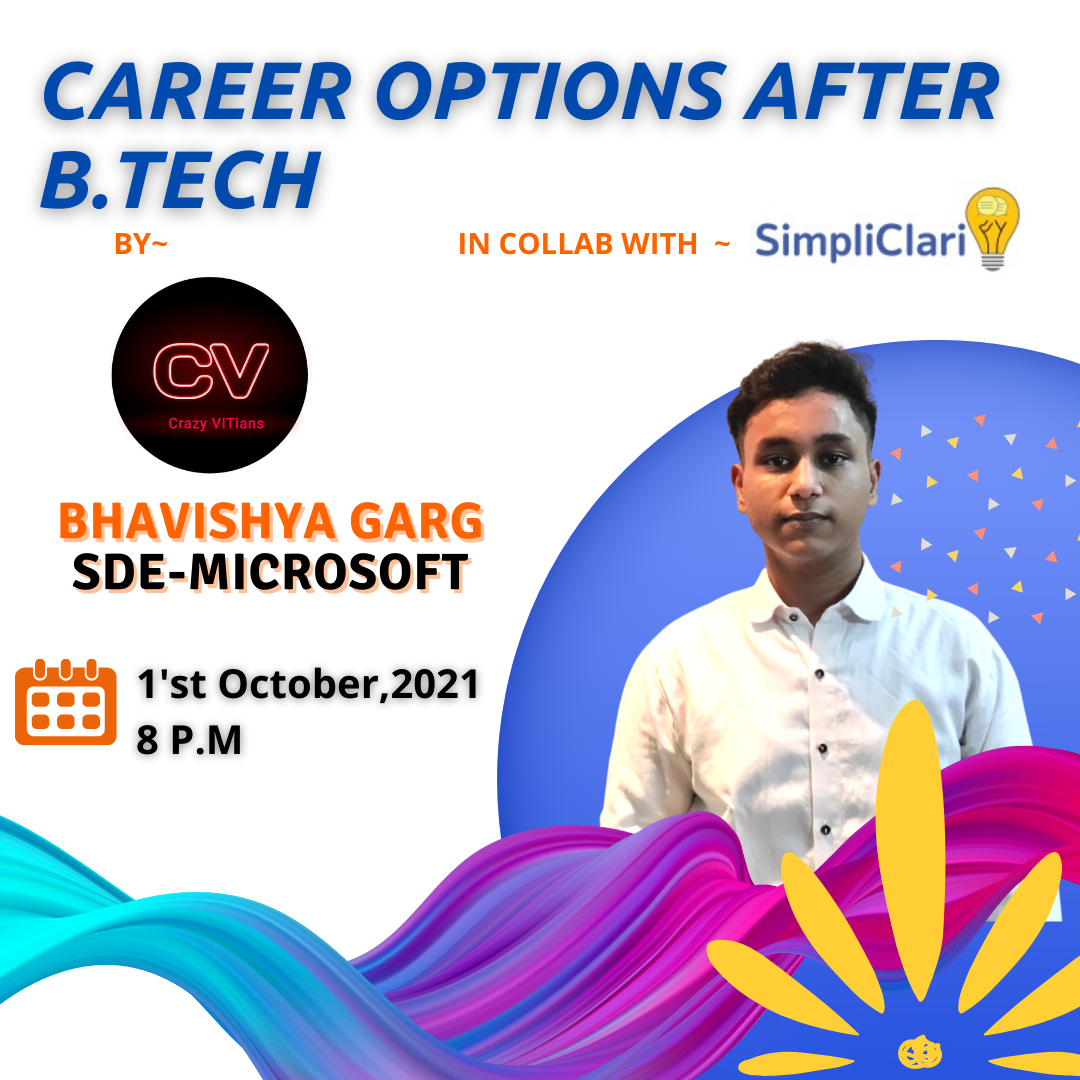 CAREER OPTIONS AFTER
B.TECH
BY~
IN COLLAB WITH ~
SimpliClari
CV
Crazy VITians
BHAVISHYA GARG
SDE-MICROSOFT
1'st October,2021
8 P.M